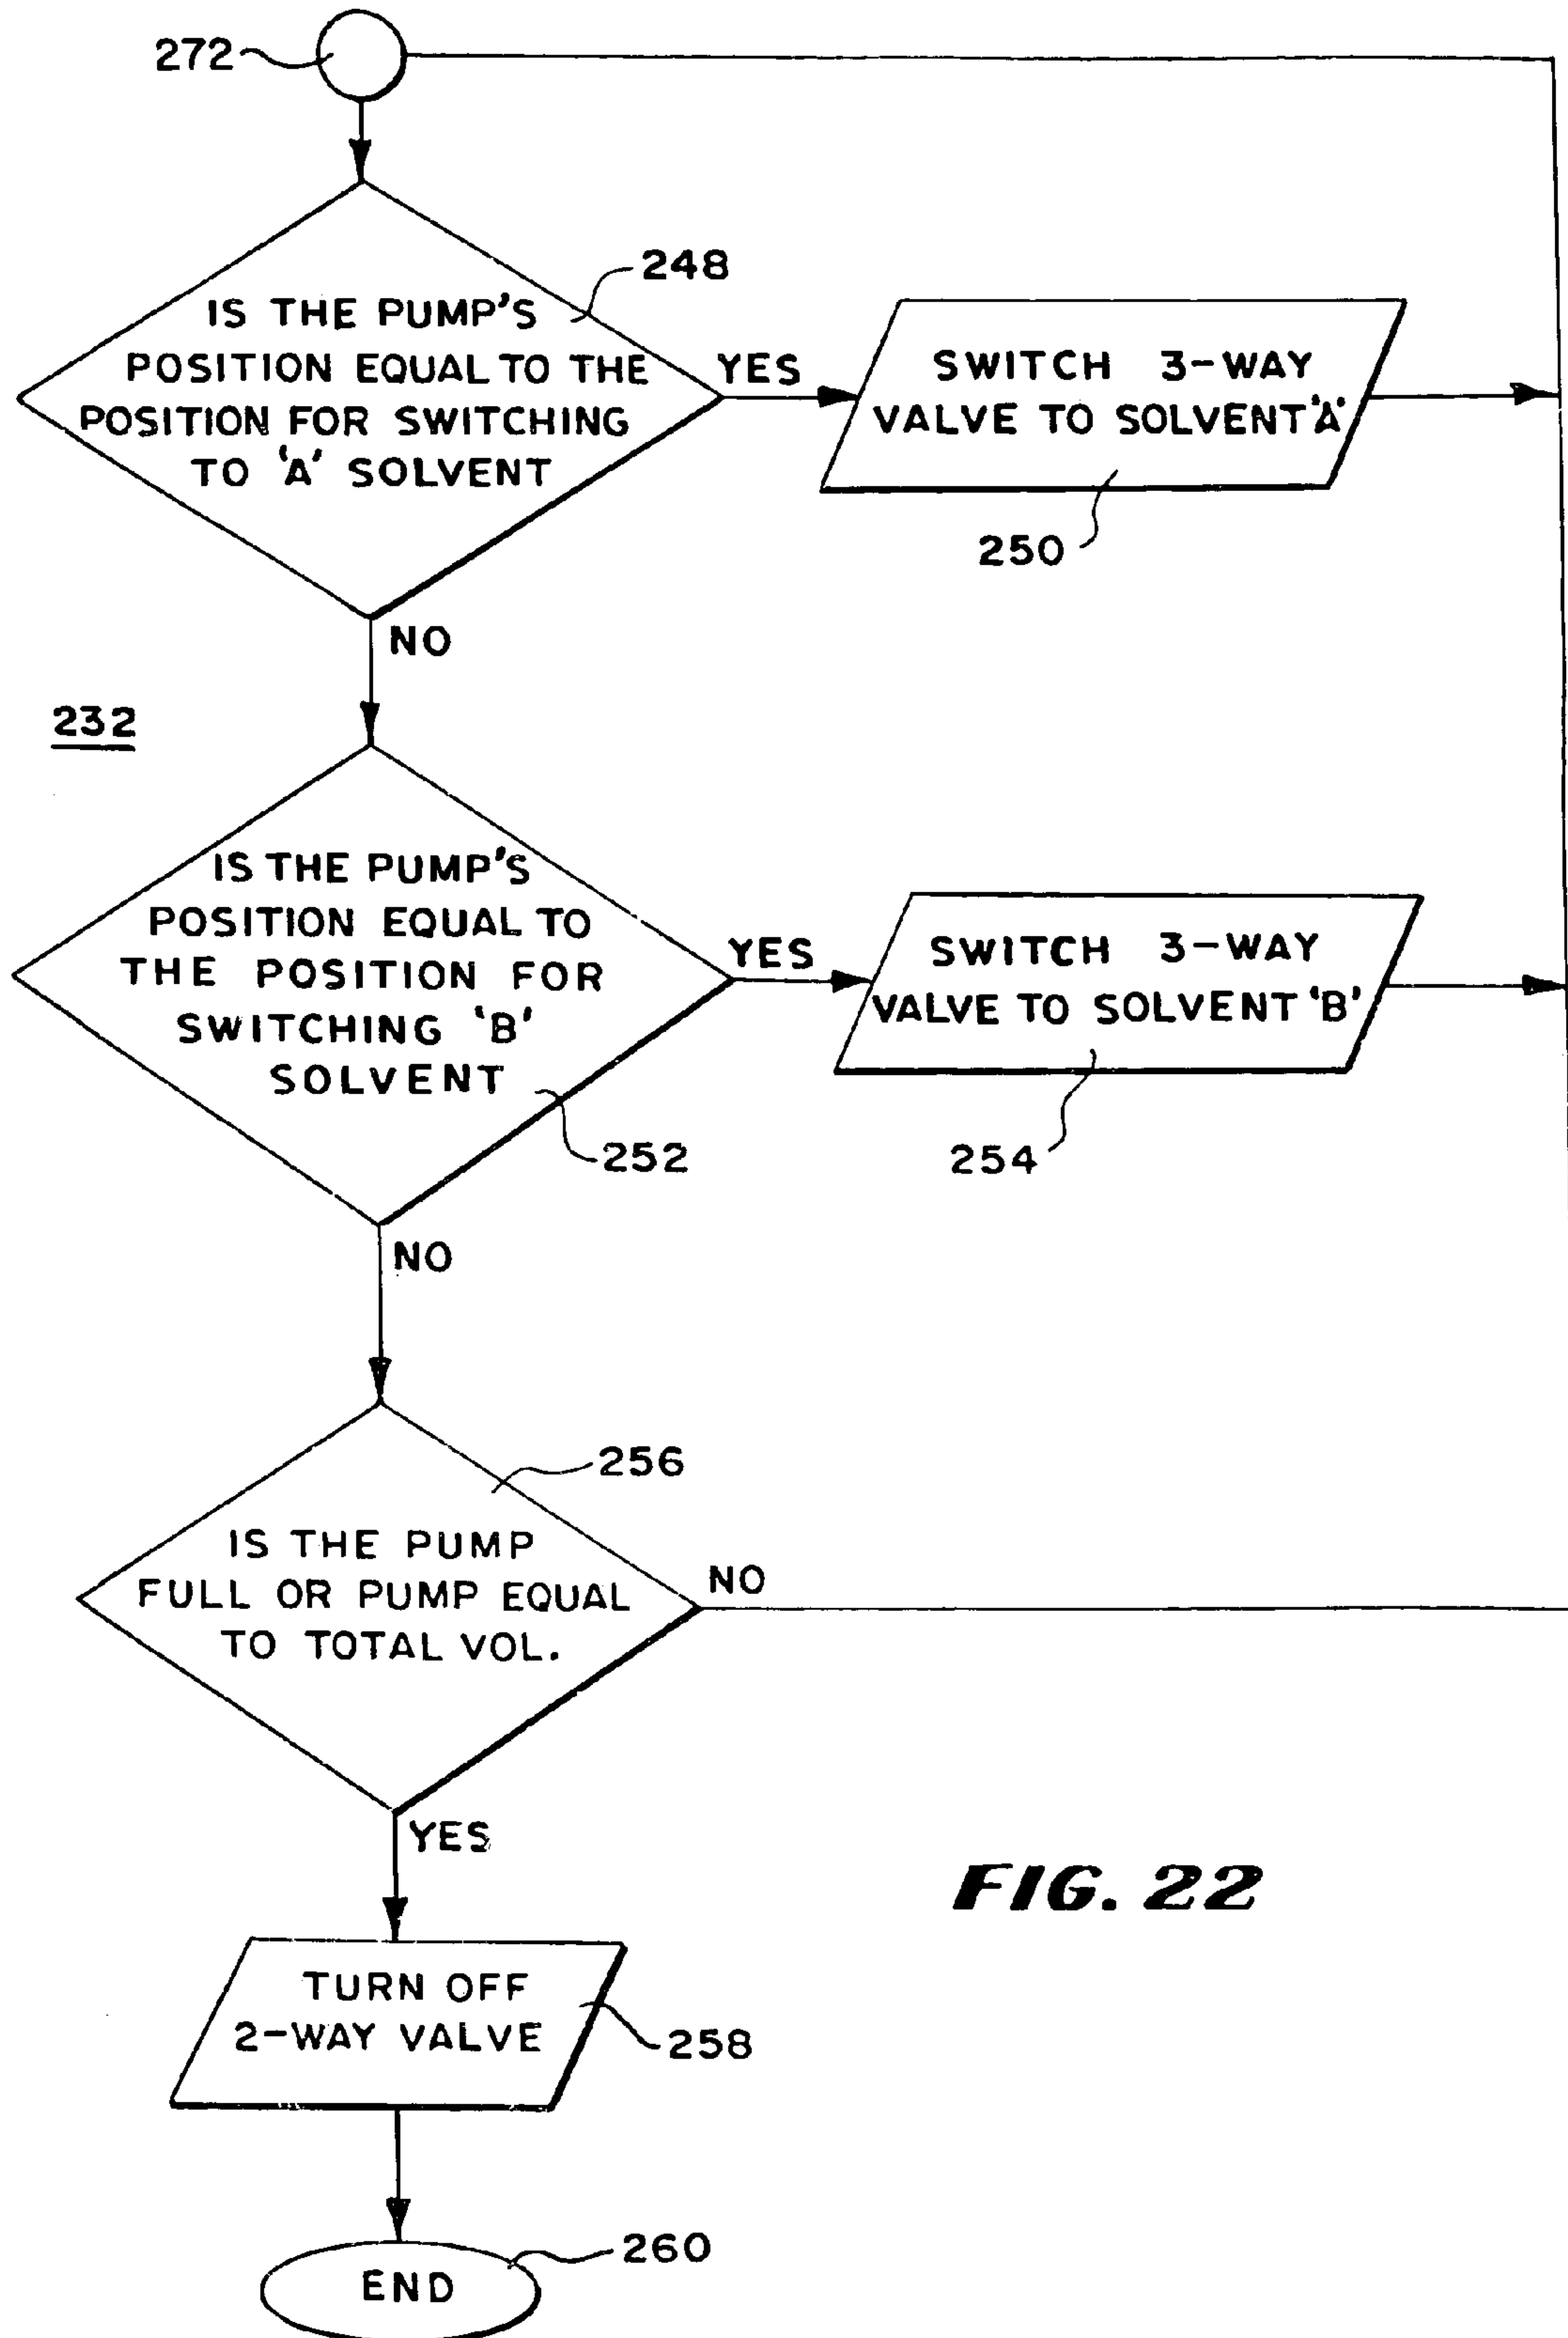 272
248
IS THE PUMP'S
POSITION EQUAL TO THE
POSITION FOR SWITCHING
TO 'A' SOLVENT
YES
SWITCH 3-WAY
VALVE TO SOLVENT 'A'
250
NO
232
IS THE PUMP'S
POSITION EQUAL TO
THE POSITION FOR
SWITCHING 'B'
SOLVENT
YES
SWITCH 3-WAY
VALVE TO SOLVENT 'B'
252
254
NO
256
IS THE PUMP
FULL OR PUMP EQUAL
TO TOTAL VOL.
NO
YES
FIG. 22
TURN OFF
2-WAY VALVE
258
260
END